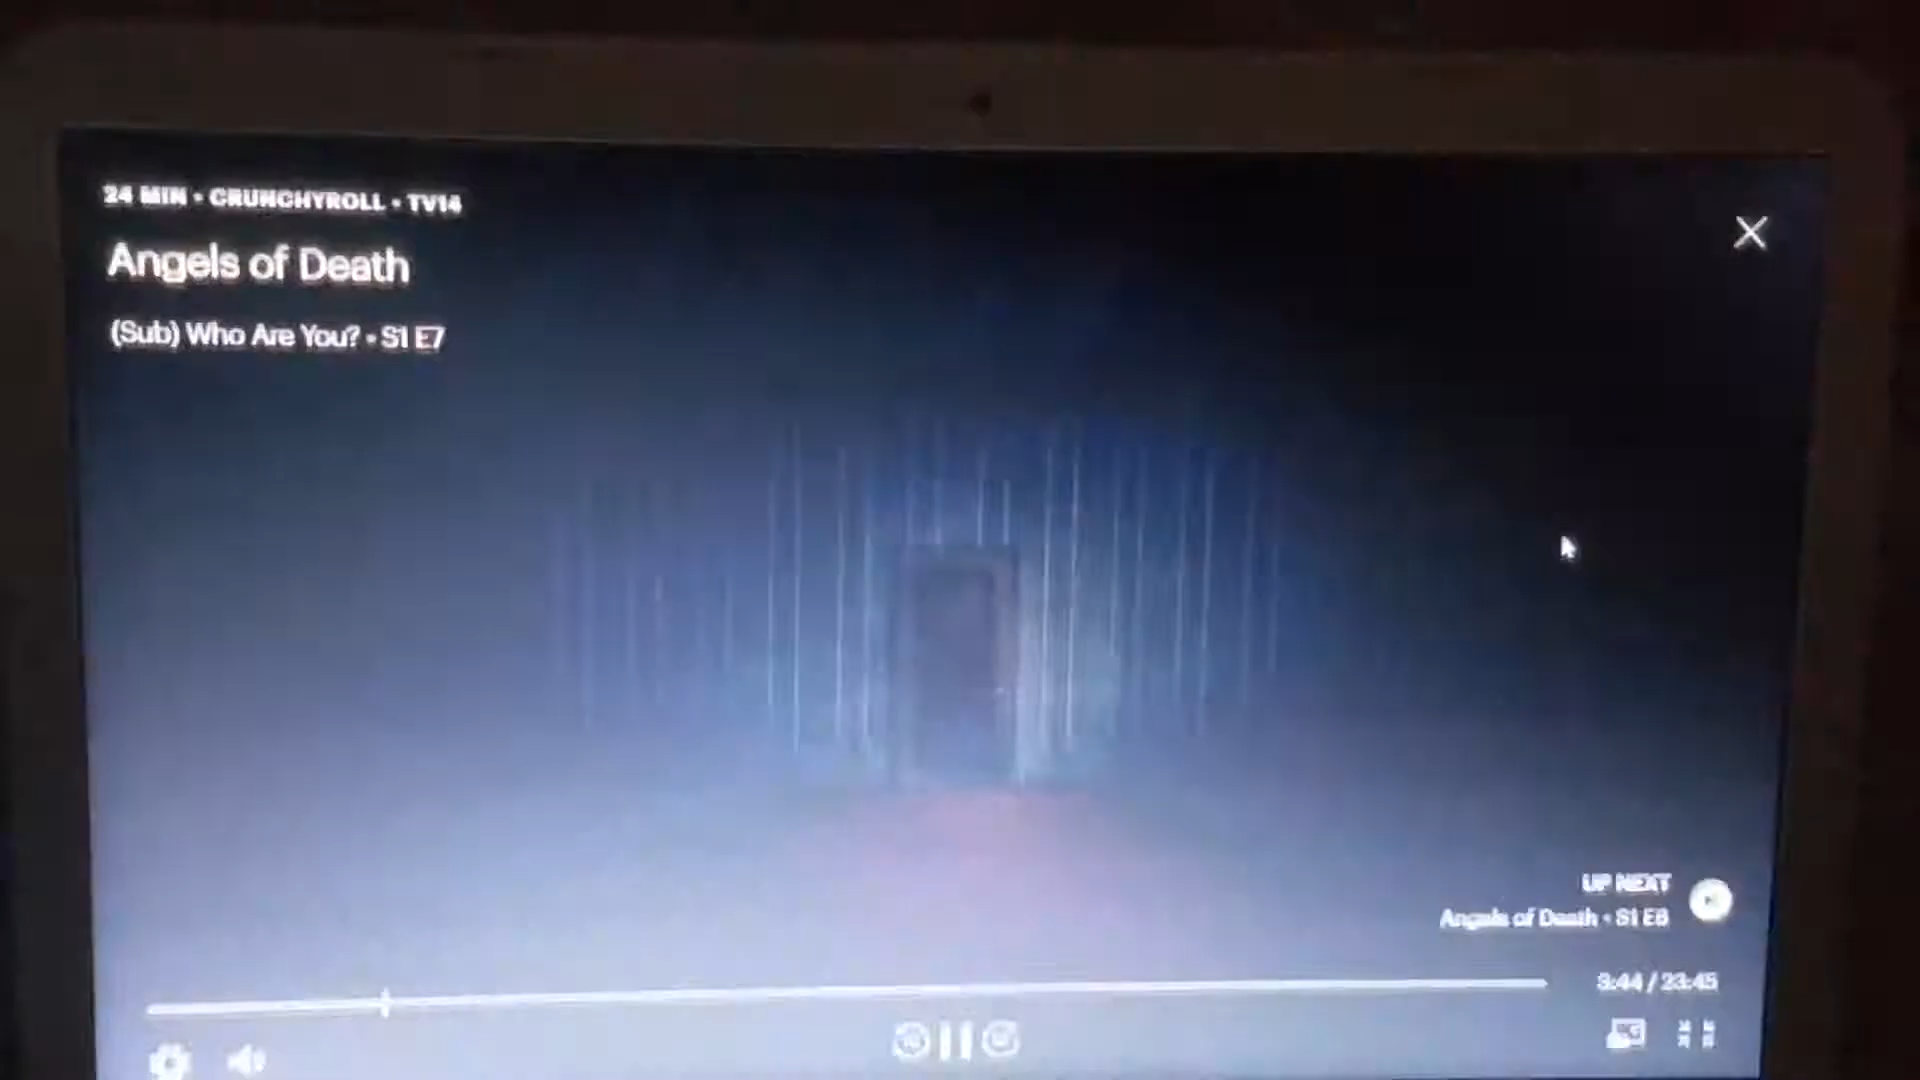 24 MIN • CRUNCHYROLL • TV14
Angels of Death
(Sub) Who Are You? • S1 E7
UP NEXT
Angels of Death • S1 E8
3:44 / 23:45